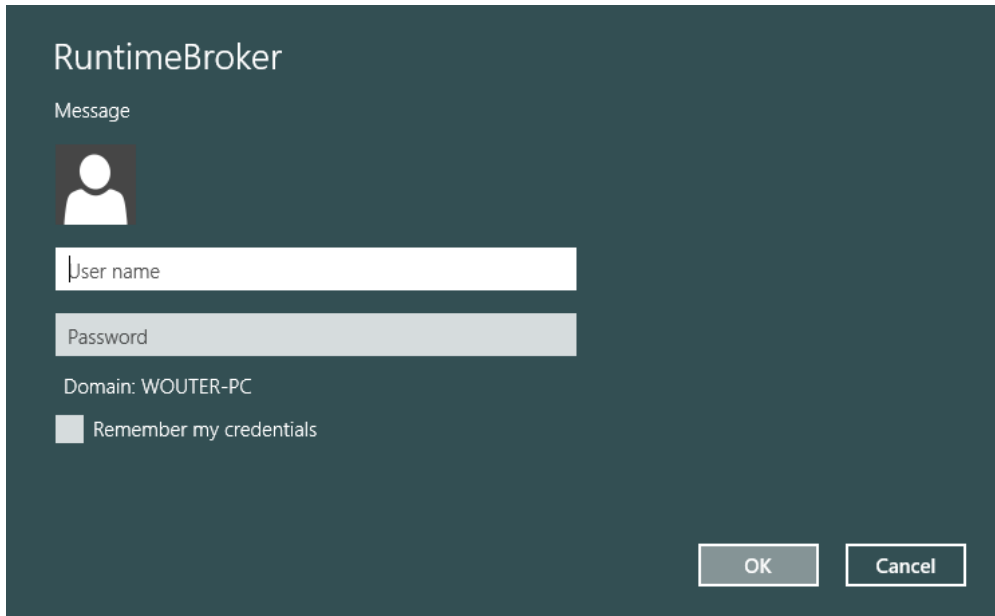 RuntimeBroker
Message
User name
Password
Domain: WOUTER-PC
Remember my credentials
OK Cancel